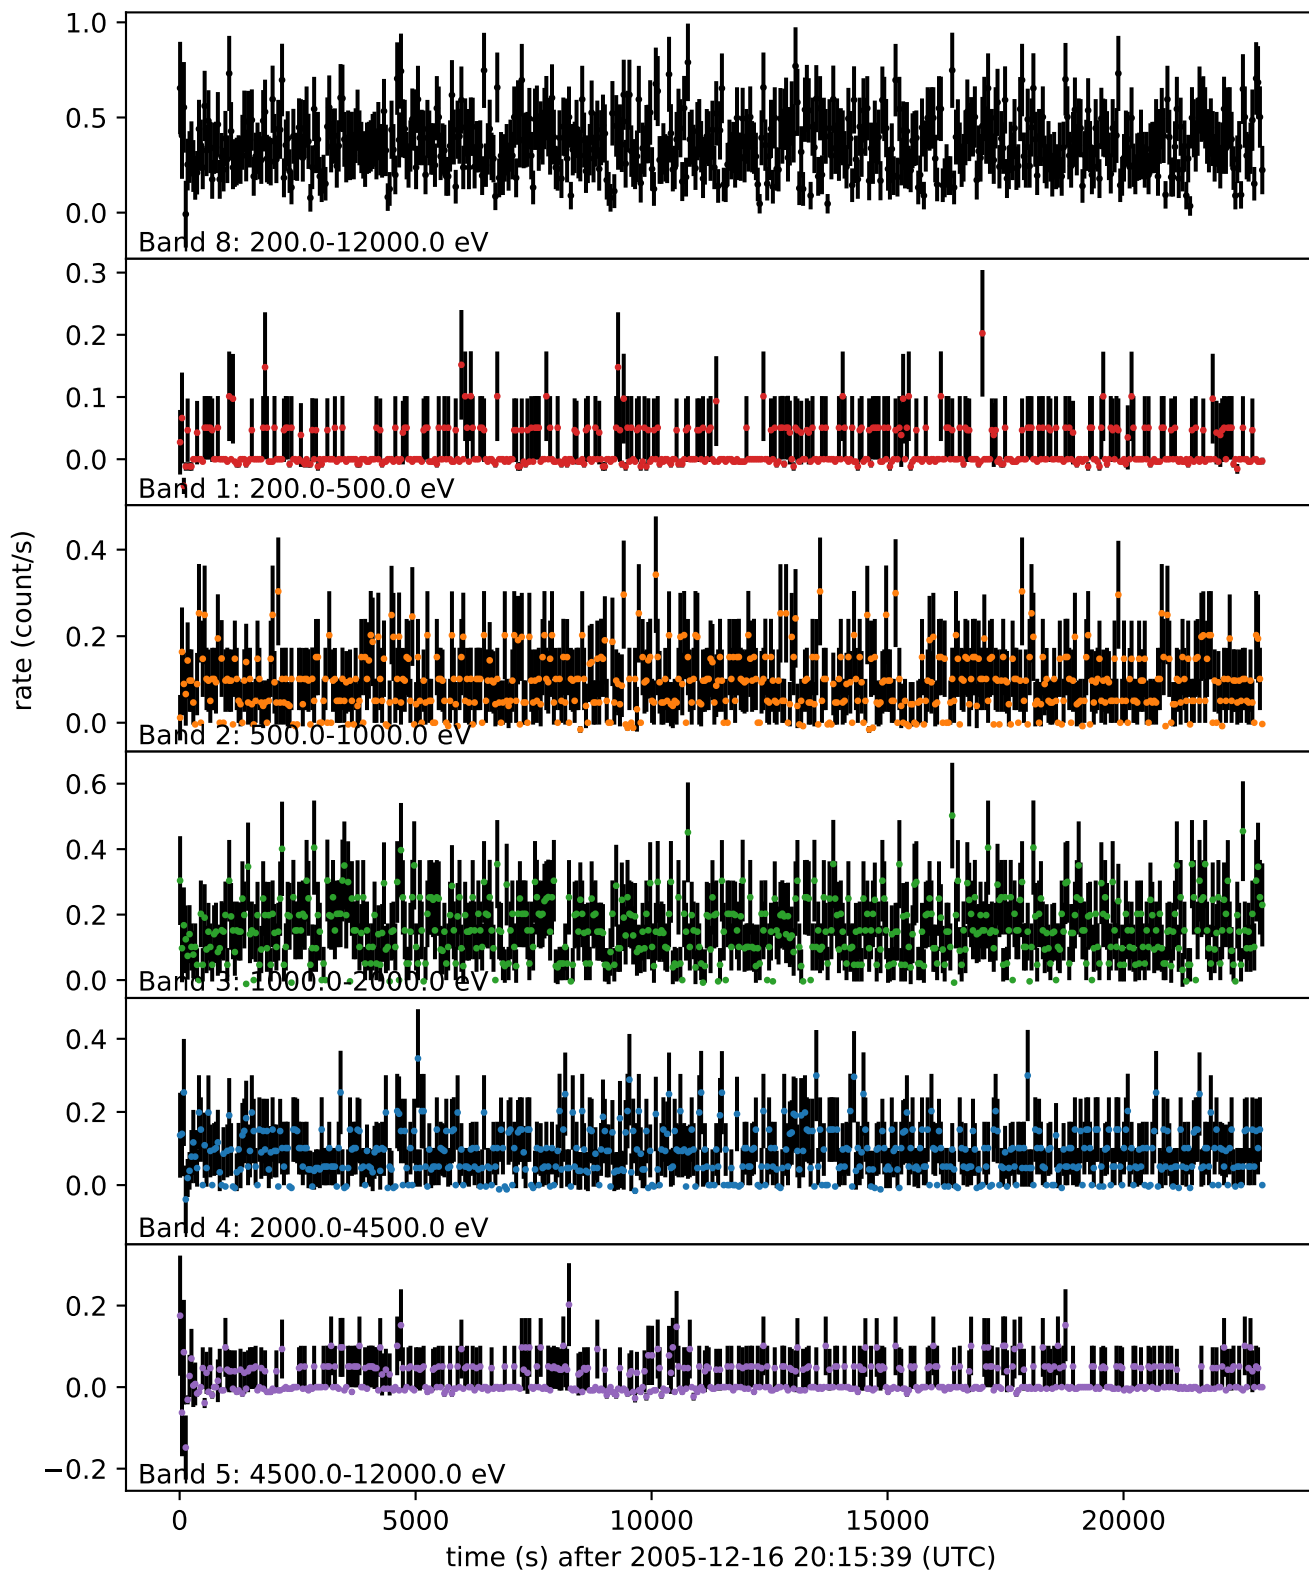 1.0
0.5
0.0
Band 8: 200.0-12000.0 eV
0.3
0.2
0.1
0.0
Band 1: 200.0-500.0 eV
0.4
0.2
0.0
Band 2: 500.0-1000.0 eV
0.6
0.4
0.2
0.0
Band 3: 1000.0-2000.0 eV
0.4
0.2
0.0
Band 4: 2000.0-4500.0 eV
0.2
0.0
−0.2
Band 5: 4500.0-12000.0 eV
rate (count/s)
0 5000 10000 15000 20000
time (s) after 2005-12-16 20:15:39 (UTC)